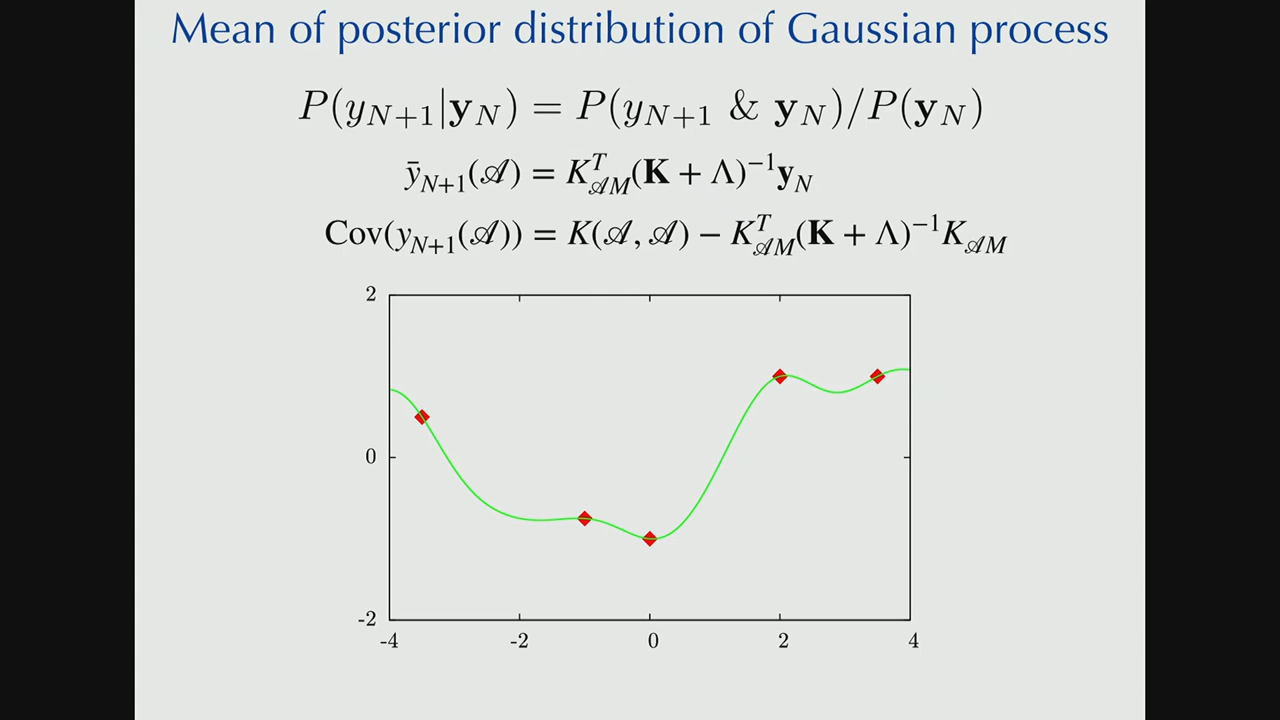 Mean of posterior distribution of Gaussian process
P(y_{N+1}|𝐲_N) = P(y_{N+1} & 𝐲_N)/P(𝐲_N)
ȳ_{N+1}(𝒜) = K^T_{𝒜M}(𝐊 + Λ)^{−1}𝐲_N
Cov(y_{N+1}(𝒜)) = K(𝒜, 𝒜) − K^T_{𝒜M}(𝐊 + Λ)^{−1}K_{𝒜M}
2
0
-2
-4 -2 0 2 4